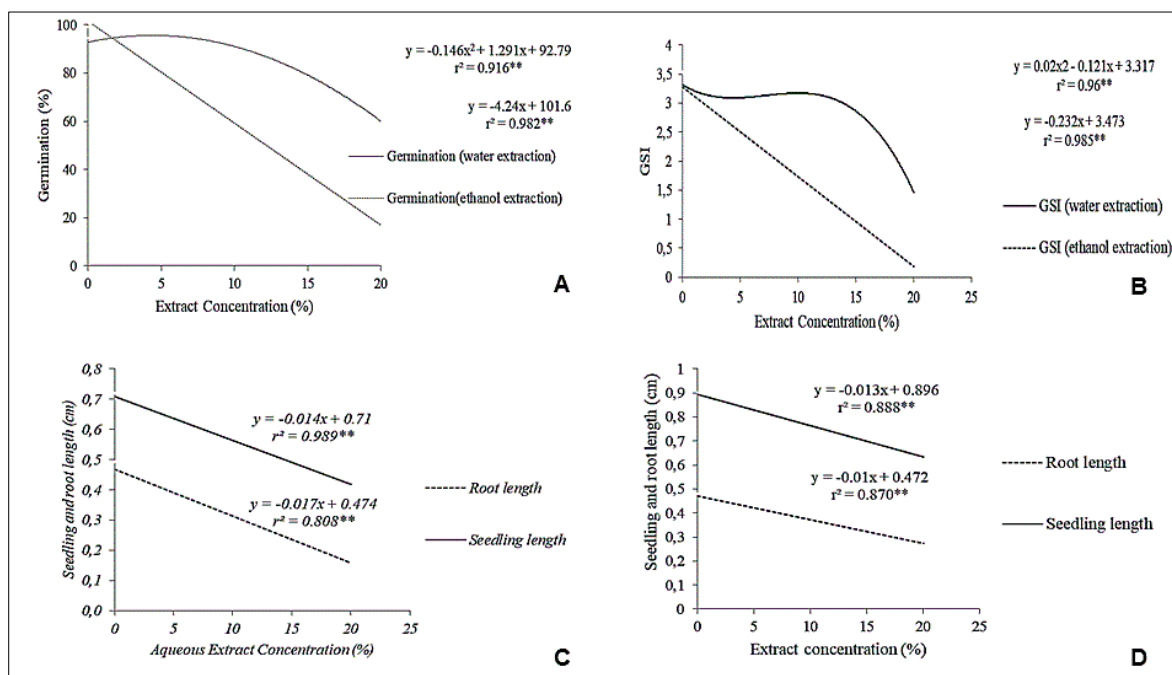 100
80
60
40
20
0
Germination (%)
y = -0.146x² + 1.291x + 92.79
r² = 0.916**
y = -4.24x + 101.6
r² = 0.982**
Germination (water extraction)
Germination(ethanol extraction)
0 5 10 15 20
Extract Concentration (%)
A
4
3,5
3
2,5
2
1,5
1
0,5
0
GSI
y = 0.02x2 - 0.121x + 3.317
r² = 0.96**
y = -0.232x + 3.473
r² = 0.985**
GSI (water extraction)
GSI (ethanol extraction)
0 5 10 15 20 25
Extract Concentration (%)
B
0,8
0,7
0,6
0,5
0,4
0,3
0,2
0,1
0,0
Seedling and root length (cm)
y = -0.014x + 0.71
r² = 0.989**
y = -0.017x + 0.474
r² = 0.808**
Root length
Seedling length
0 5 10 15 20 25
Aqueous Extract Concentration (%)
C
1
0,9
0,8
0,7
0,6
0,5
0,4
0,3
0,2
0,1
0
Seedling and root length (cm)
y = -0.013x + 0.896
r² = 0.888**
y = -0.01x + 0.472
r² = 0.870**
Root length
Seedling length
0 5 10 15 20 25
Extract concentration (%)
D